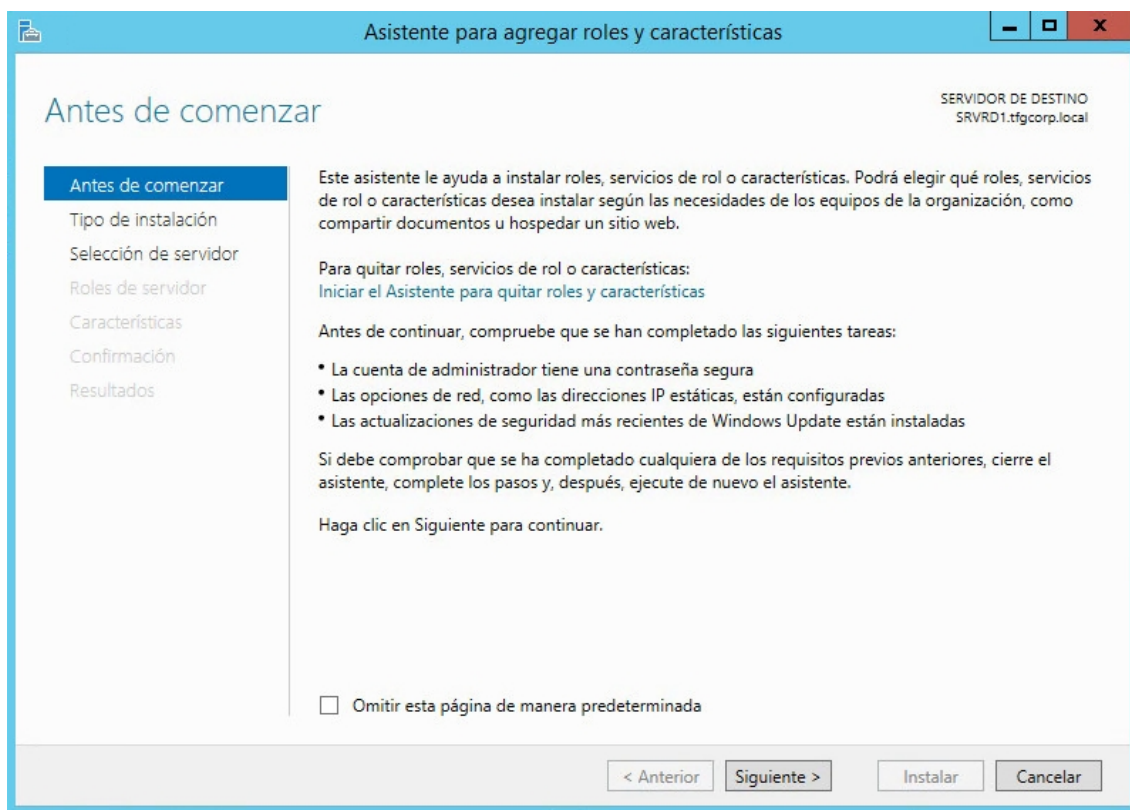 Asistente para agregar roles y características
Antes de comenzar
SERVIDOR DE DESTINO
SRVRD1.tfgcorp.local
Antes de comenzar
Tipo de instalación
Selección de servidor
Roles de servidor
Características
Confirmación
Resultados
Este asistente le ayuda a instalar roles, servicios de rol o características. Podrá elegir qué roles, servicios
de rol o características desea instalar según las necesidades de los equipos de la organización, como
compartir documentos u hospedar un sitio web.
Para quitar roles, servicios de rol o características:
Iniciar el Asistente para quitar roles y características
Antes de continuar, compruebe que se han completado las siguientes tareas:
• La cuenta de administrador tiene una contraseña segura
• Las opciones de red, como las direcciones IP estáticas, están configuradas
• Las actualizaciones de seguridad más recientes de Windows Update están instaladas
Si debe comprobar que se ha completado cualquiera de los requisitos previos anteriores, cierre el
asistente, complete los pasos y, después, ejecute de nuevo el asistente.
Haga clic en Siguiente para continuar.
Omitir esta página de manera predeterminada
< Anterior
Siguiente >
Instalar
Cancelar